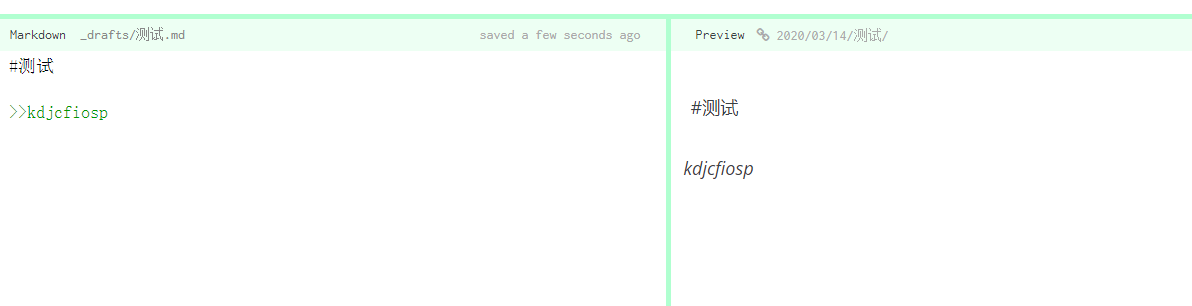 Markdown _drafts/测试.md saved a few seconds ago
#测试
>>kdjcfiosp
Preview 2020/03/14/测试/
#测试
kdjcfiosp